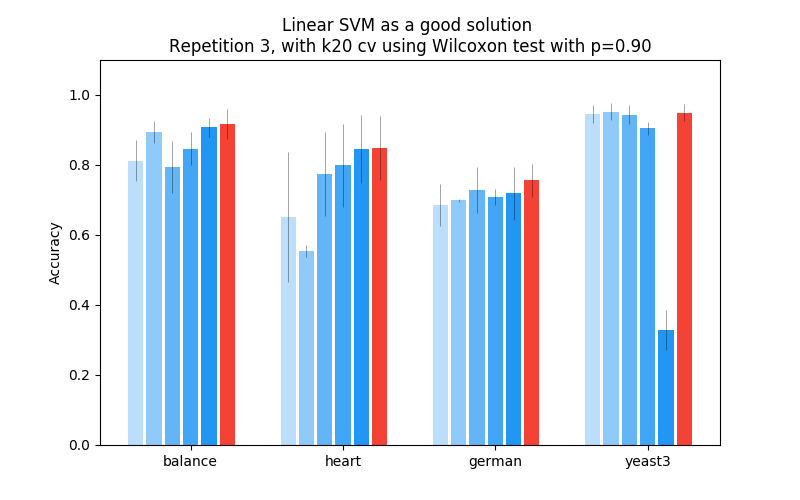 Linear SVM as a good solution
Repetition 3, with k20 cv using Wilcoxon test with p=0.90
Accuracy
1.0
0.8
0.6
0.4
0.2
0.0
balance
heart
german
yeast3